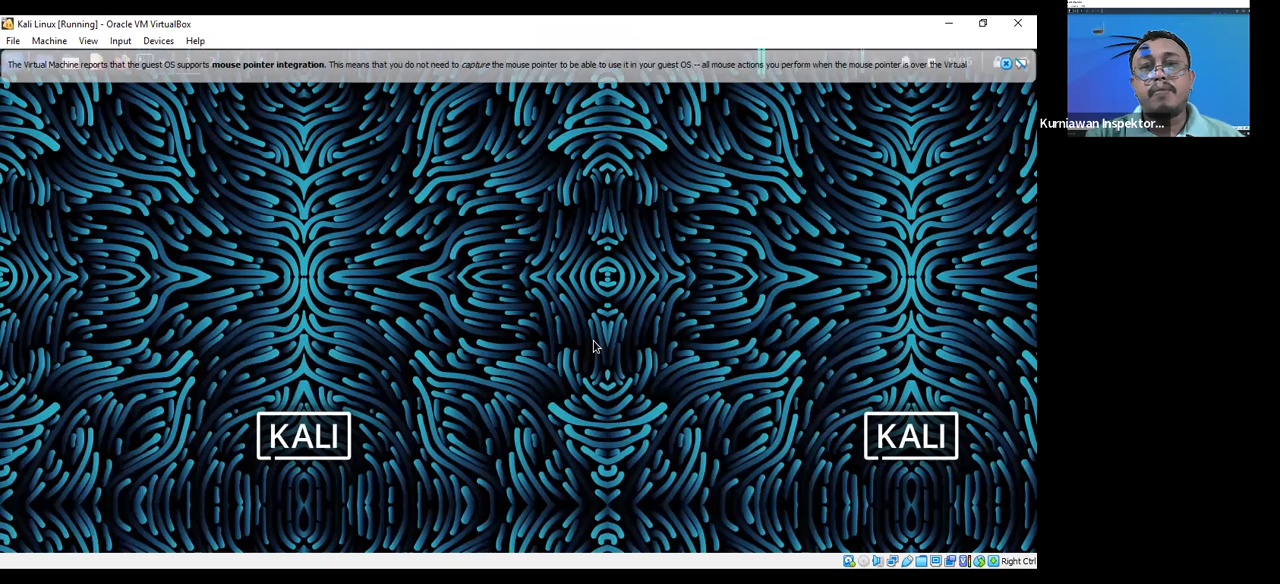 Kali Linux [Running] - Oracle VM VirtualBox
File Machine View Input Devices Help
The Virtual Machine reports that the guest OS supports mouse pointer integration. This means that you do not need to capture the mouse pointer to be able to use it in your guest OS -- all mouse actions you perform when the mouse pointer is over the Virtual
Kurniawan Inspektor...
KALI KALI
Right Ctrl